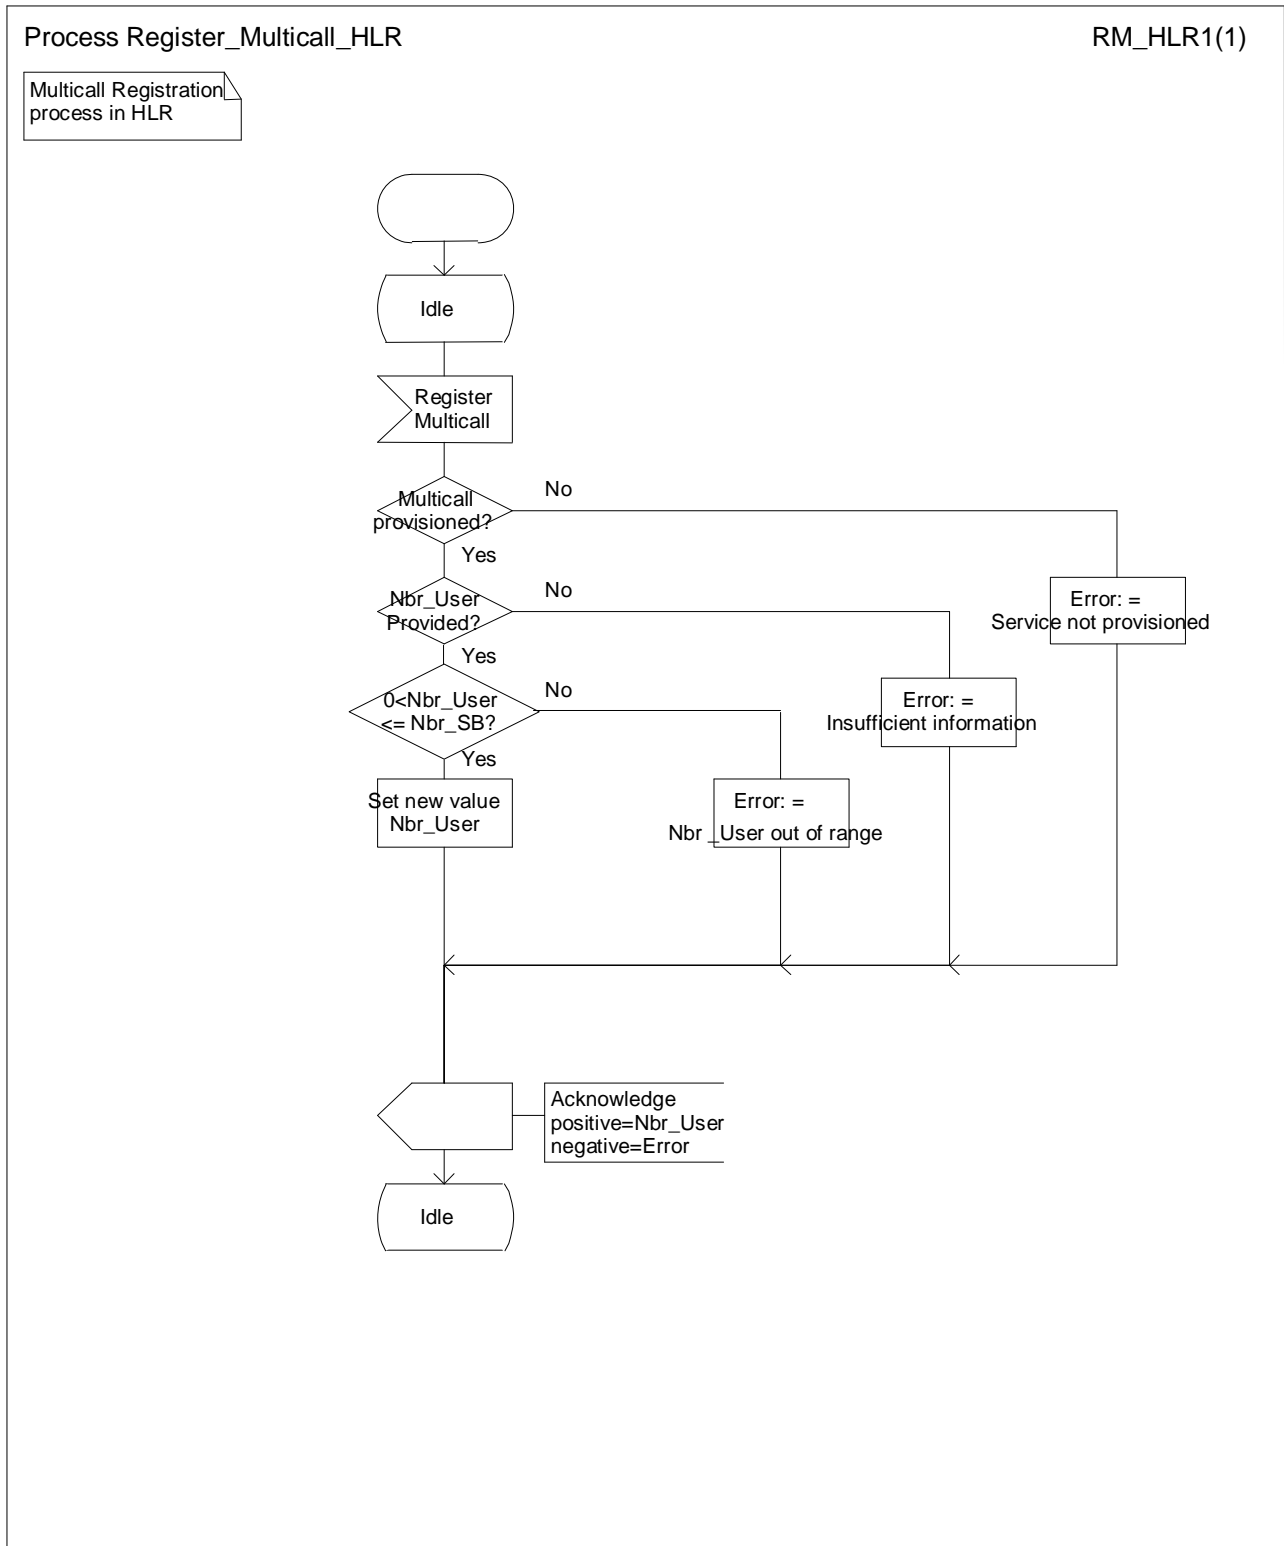 Process Register_Multicall_HLR
RM_HLR1(1)
Multicall Registration
process in HLR
Idle
Register
Multicall
Multicall
provisioned?
No
Yes
Nbr_User
Provided?
No
Error: =
Service not provisioned
Yes
0<Nbr_User
<= Nbr_SB?
No
Error: =
Insufficient information
Yes
Set new value
Nbr_User
Error: =
Nbr _User out of range
Acknowledge
positive=Nbr_User
negative=Error
Idle